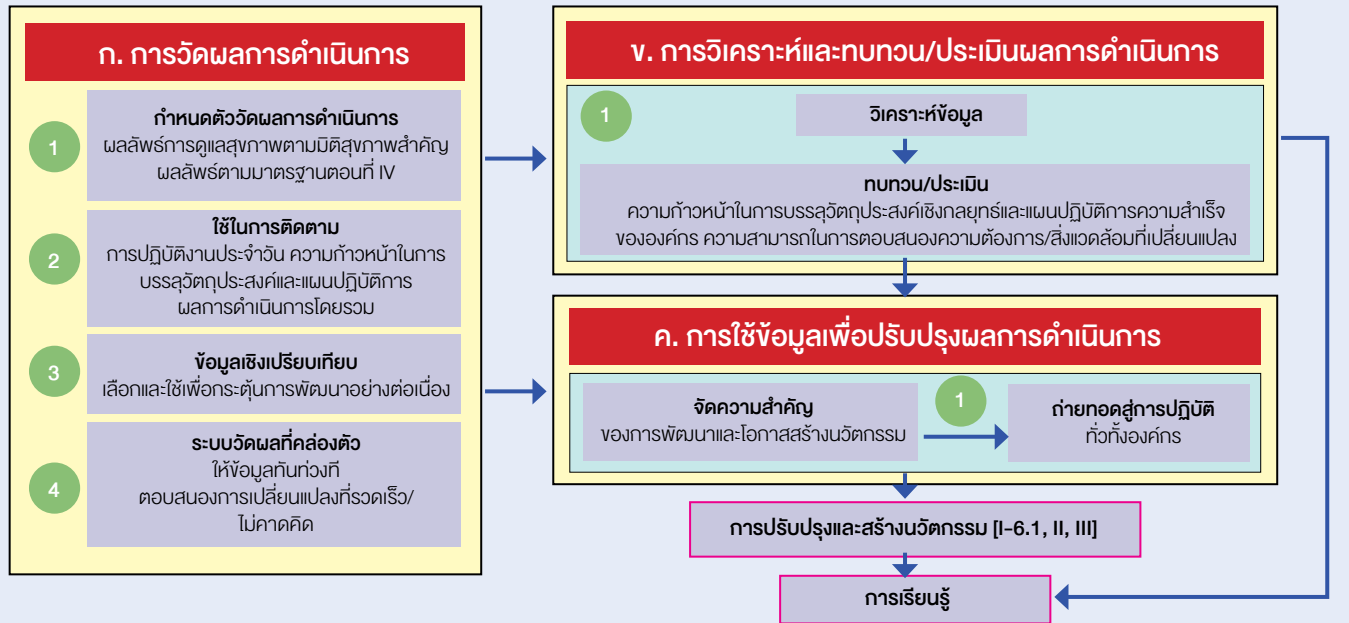 ก. การวัดผลการดำเนินการ
1
กำหนดตัววัดผลการดำเนินการ
ผลลัพธ์การดูแลสุขภาพตามมิติสุขภาพสำคัญ
ผลลัพธ์ตามมาตรฐานตอนที่ IV
2
ใช้ในการติดตาม
การปฏิบัติงานประจำวัน ความก้าวหน้าในการ
บรรลุวัตถุประสงค์และแผนปฏิบัติการ
ผลการดำเนินการโดยรวม
3
ข้อมูลเชิงเปรียบเทียบ
เลือกและใช้เพื่อกระตุ้นการพัฒนาอย่างต่อเนื่อง
4
ระบบวัดผลที่คล่องตัว
ให้ข้อมูลทันท่วงที
ตอบสนองการเปลี่ยนแปลงที่รวดเร็ว/
ไม่คาดคิด
ข. การวิเคราะห์และทบทวน/ประเมินผลการดำเนินการ
1
วิเคราะห์ข้อมูล
ทบทวน/ประเมิน
ความก้าวหน้าในการบรรลุวัตถุประสงค์เชิงกลยุทธ์และแผนปฏิบัติการความสำเร็จ
ขององค์กร ความสามารถในการตอบสนองความต้องการ/สิ่งแวดล้อมที่เปลี่ยนแปลง
ค. การใช้ข้อมูลเพื่อปรับปรุงผลการดำเนินการ
จัดความสำคัญ
ของการพัฒนาและโอกาสสร้างนวัตกรรม
1
ถ่ายทอดสู่การปฏิบัติ
ทั่วทั้งองค์กร
การปรับปรุงและสร้างนวัตกรรม [I-6.1, II, III]
การเรียนรู้